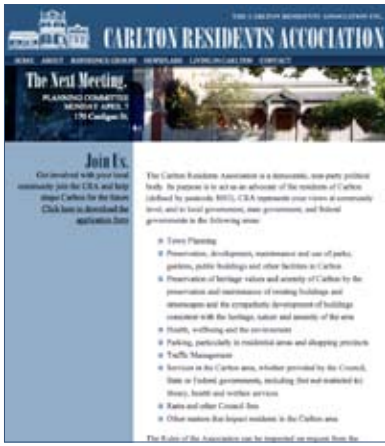 THE CARLTON RESIDENTS ASSOCIATION INC.
CARLTON RESIDENTS ACCOCIATION
HOME ABOUT REFERENCE GROUPS NEWSFLASH LIVING IN CARLTON CONTACT
The Next Meeting.
PLANNING COMMITTEE
MONDAY APRIL 7
170 Cardigan St.
Join Us.
Get involved with your local
community join the CRA and help
shape Carlton for the future
Click here to download the
application form
The Carlton Residents Association is a democratic, non-party political
body. Its purpose is to act as an advocate of the residents of Carlton
(defined by postcode 3053). CRA represents your views at community
level, and to local government, state government, and federal
governments in the following areas:
Town Planning
Preservation, development, maintenance and use of parks,
gardens, public buildings and other facilities in Carlton
Preservation of heritage values and amenity of Carlton by the
preservation and maintenance of existing buildings and
streetscapes and the sympathetic development of buildings
consistent with the heritage, nature and amenity of the area
Health, wellbeing and the environment
Parking, particularly in residential areas and shopping precincts
Traffic Management
Services in the Carlton area, whether provided by the Council,
State or Federal governments, including (but not restricted to)
library, health and welfare services
Rates and other Council fees
Other matters that impact residents in the Carlton area
The Rules of the Association can be inspected on request from the